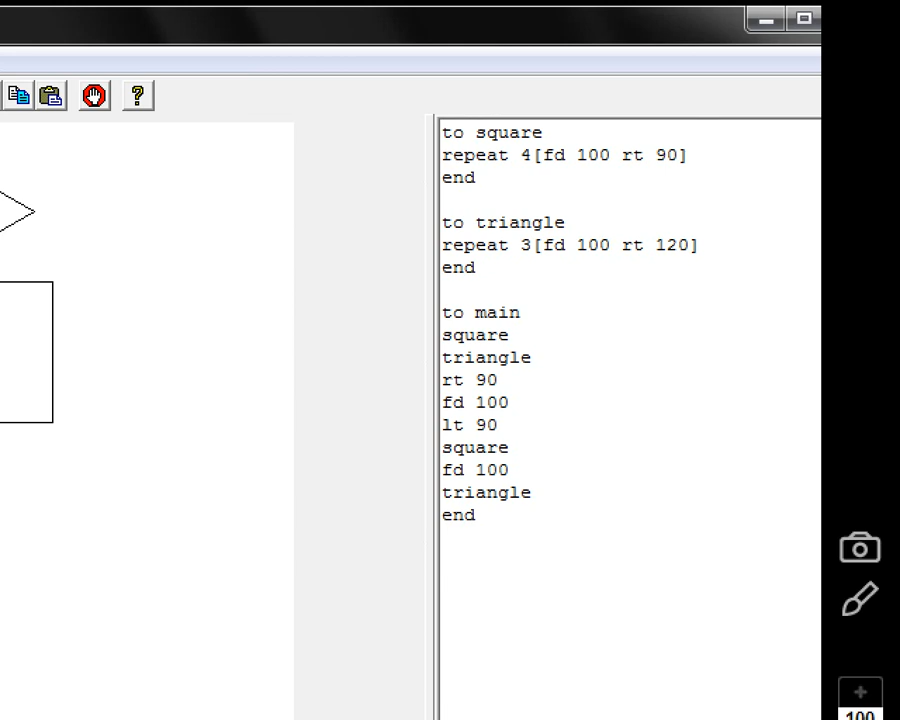 to square
repeat 4[fd 100 rt 90]
end
to triangle
repeat 3[fd 100 rt 120]
end
to main
square
triangle
rt 90
fd 100
lt 90
square
fd 100
triangle
end
100